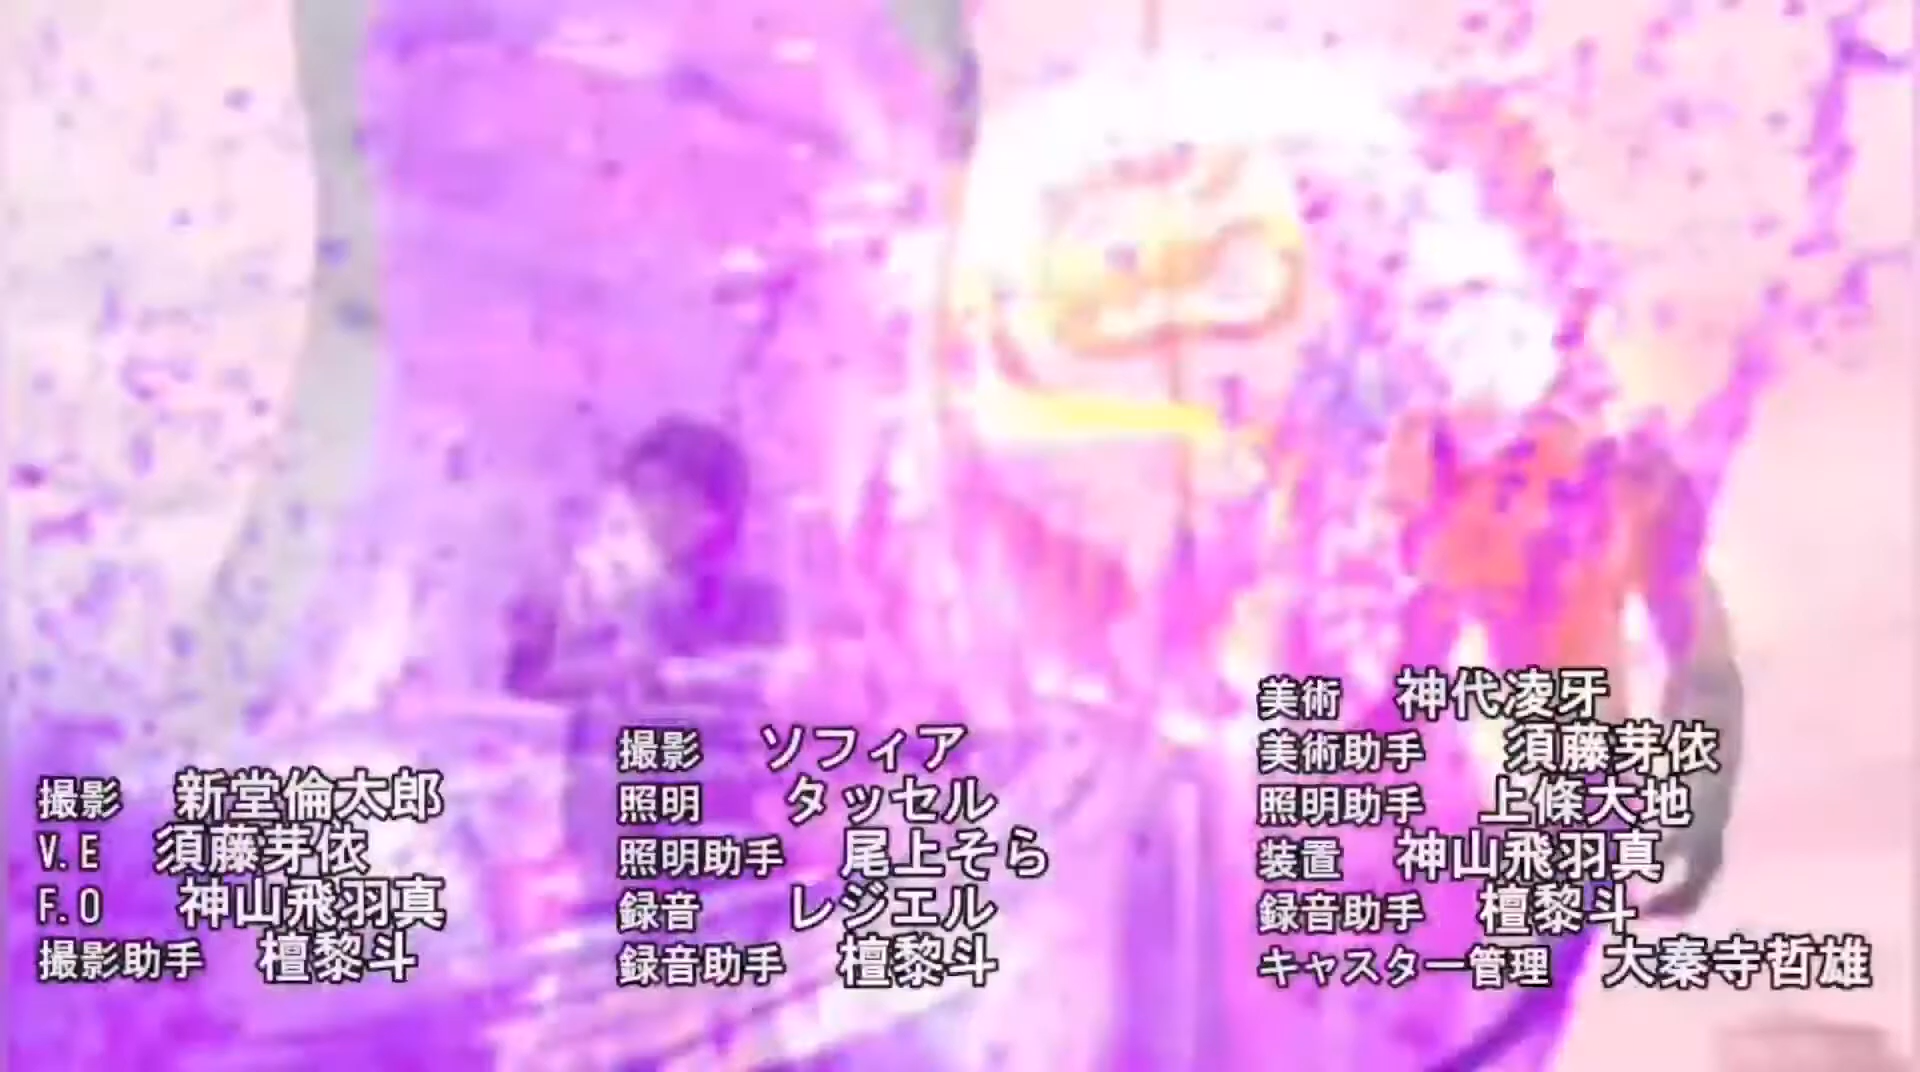 撮影 新堂倫太郎
V.E 須藤芽依
F.O 神山飛羽真
撮影助手 檀黎斗
撮影 ソフィア
照明 タッセル
照明助手 尾上そら
録音 レジエル
録音助手 檀黎斗
美術 神代凌牙
美術助手 須藤芽依
照明助手 上條大地
装置 神山飛羽真
録音助手 檀黎斗
キャスター管理 大秦寺哲雄